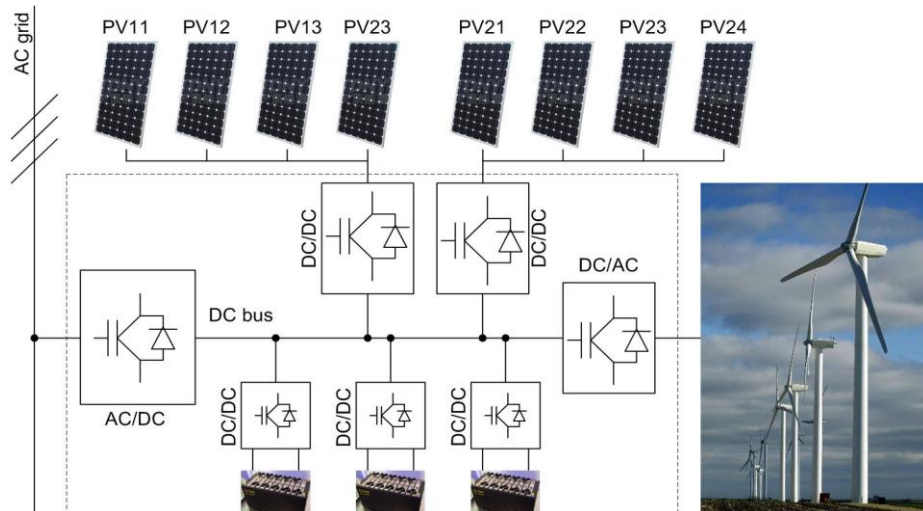 AC grid
PV11 PV12 PV13 PV23 PV21 PV22 PV23 PV24
DC/DC
DC/DC
DC/AC
DC bus
AC/DC
DC/DC
DC/DC
DC/DC